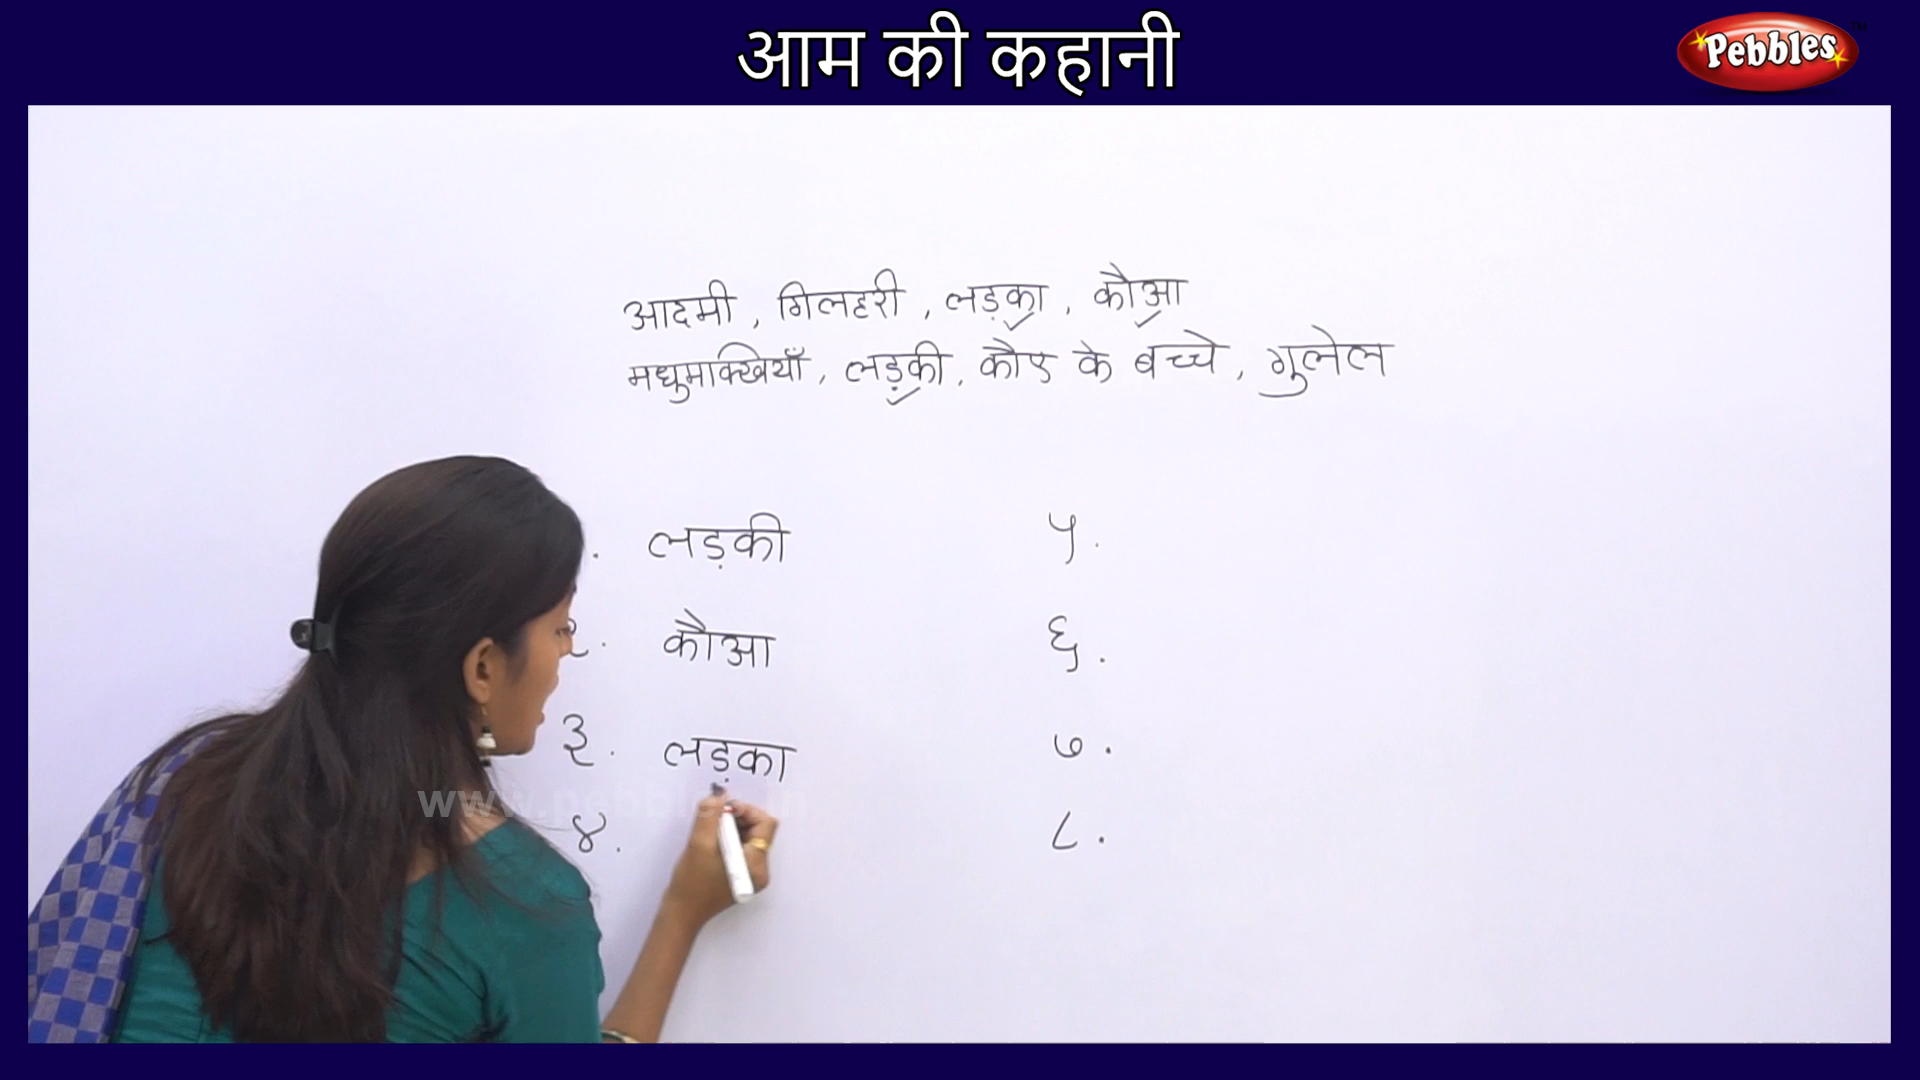 आम की कहानी
Pebbles
TM
आदमी , गिलहरी , लड़का , कौआ
मधुमक्खियाँ , लड़की , कौए के बच्चे , गुलेल
. लड़की
५ .
२ . कौआ
६ .
३ . लड़का
७ .
४ .
८ .